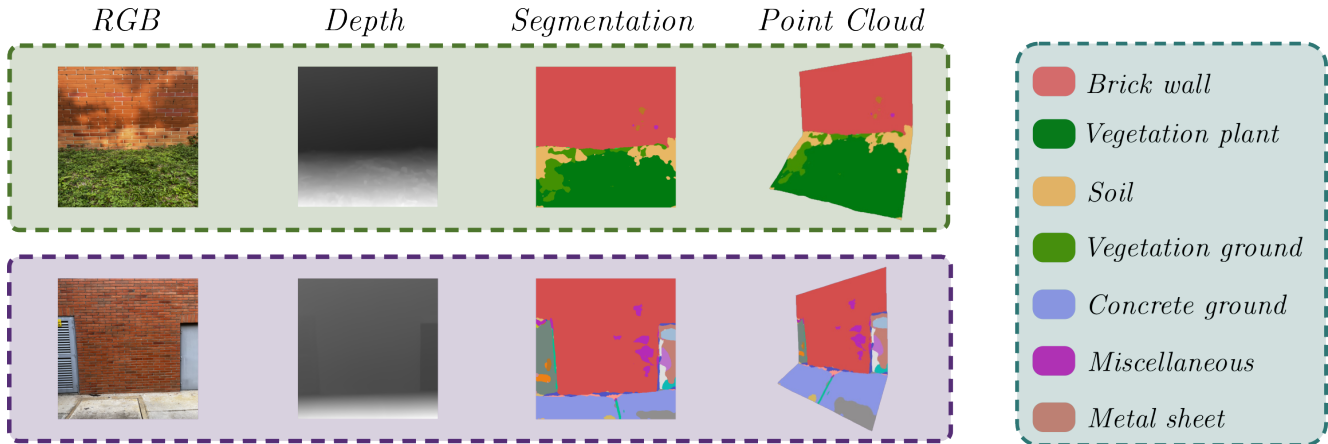 RGB
Depth
Segmentation
Point Cloud
Brick wall
Vegetation plant
Soil
Vegetation ground
Concrete ground
Miscellaneous
Metal sheet